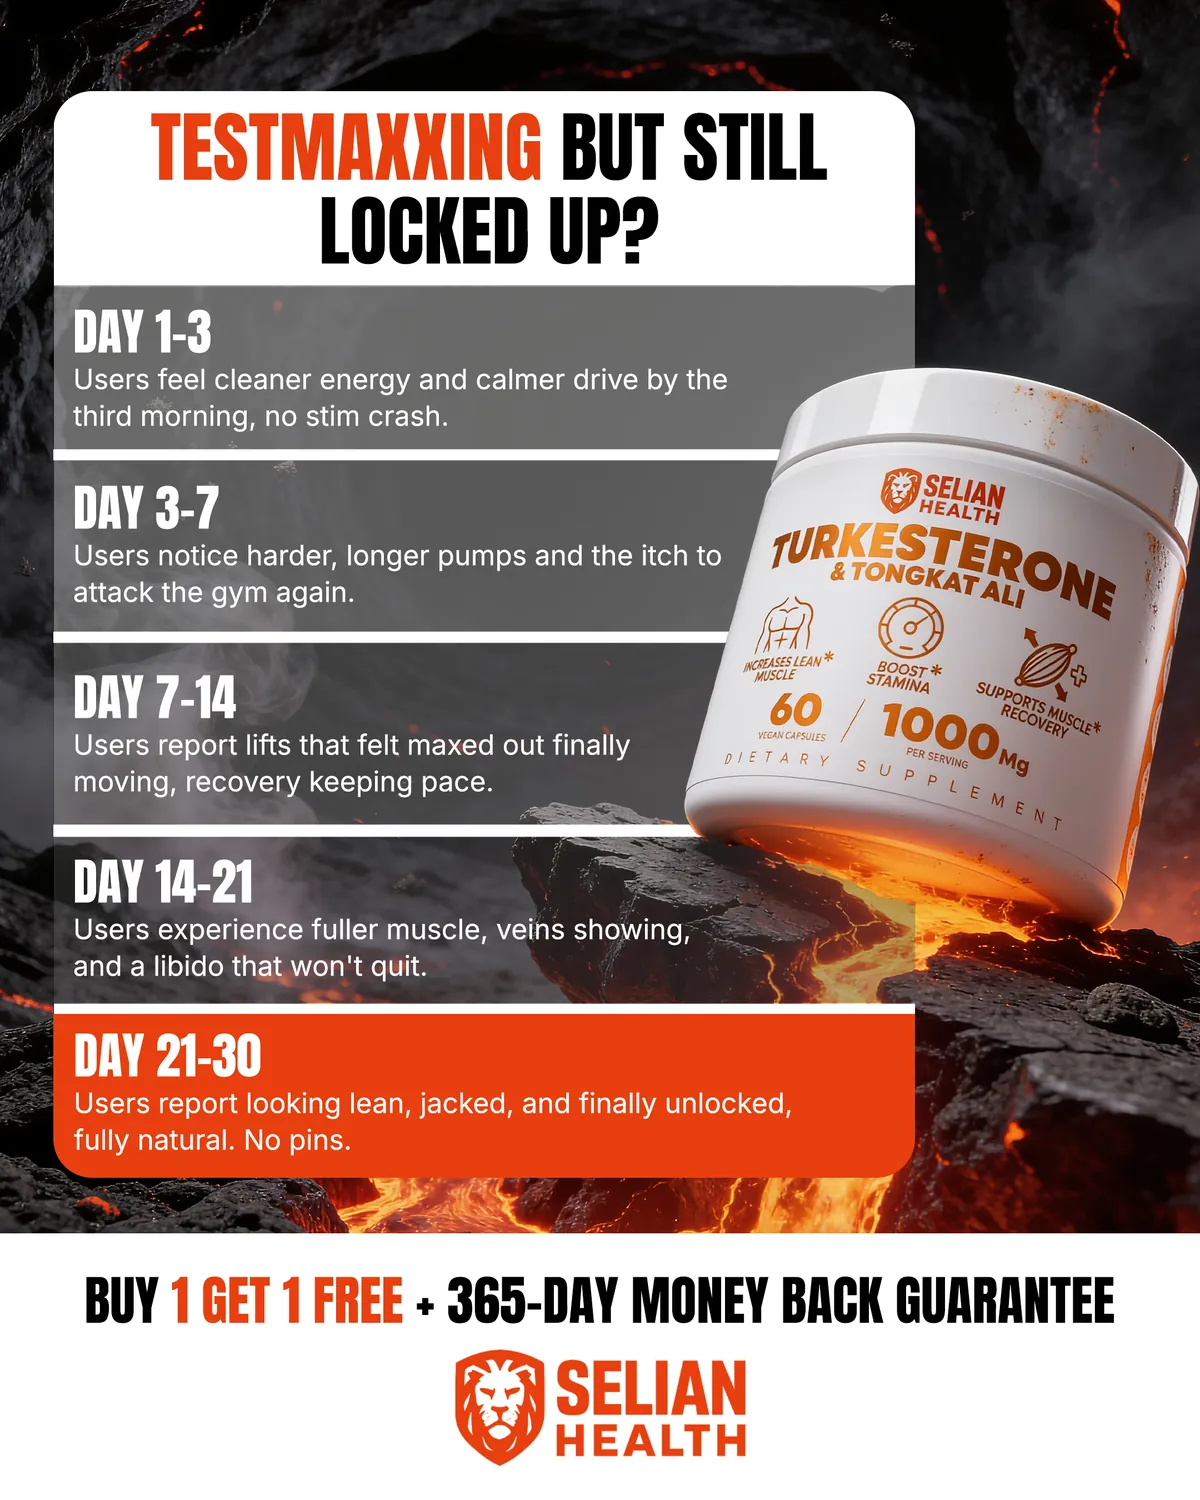 TESTMAXXING BUT STILL
LOCKED UP?
DAY 1-3
Users feel cleaner energy and calmer drive by the
third morning, no stim crash.
DAY 3-7
Users notice harder, longer pumps and the itch to
attack the gym again.
DAY 7-14
Users report lifts that felt maxed out finally
moving, recovery keeping pace.
DAY 14-21
Users experience fuller muscle, veins showing,
and a libido that won't quit.
DAY 21-30
Users report looking lean, jacked, and finally unlocked,
fully natural. No pins.
SELIAN
HEALTH
TURKESTERONE
& TONGKAT ALI
INCREASES LEAN*
MUSCLE
BOOST*
STAMINA
SUPPORTS MUSCLE*
RECOVERY
60
VEGAN CAPSULES
1000Mg
PER SERVING
DIETARY SUPPLEMENT
BUY 1 GET 1 FREE + 365-DAY MONEY BACK GUARANTEE
SELIAN
HEALTH